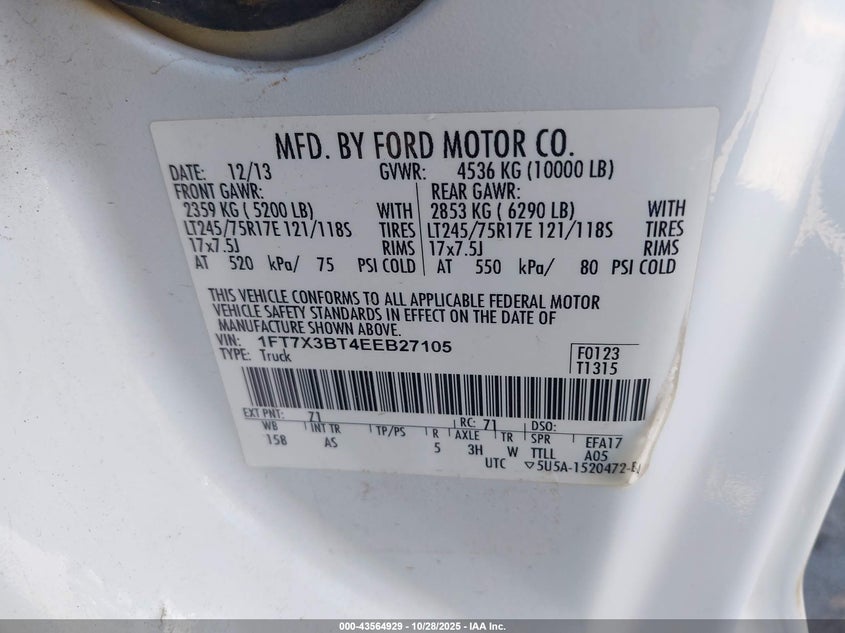 MFD. BY FORD MOTOR CO.
DATE: 12/13 GVWR: 4536 KG (10000 LB)
FRONT GAWR: REAR GAWR:
2359 KG ( 5200 LB) WITH 2853 KG ( 6290 LB) WITH
LT245/75R17E 121/118S TIRES LT245/75R17E 121/118S TIRES
17x7.5J RIMS 17x7.5J RIMS
AT 520 kPa/ 75 PSI COLD AT 550 kPa/ 80 PSI COLD
THIS VEHICLE CONFORMS TO ALL APPLICABLE FEDERAL MOTOR
VEHICLE SAFETY STANDARDS IN EFFECT ON THE DATE OF
MANUFACTURE SHOWN ABOVE.
VIN: 1FT7X3BT4EEB27105 F0123
TYPE: Truck T1315
EXT PNT: 71 RC: 71 DSO:
WB INT TR TP/PS R AXLE TR SPR EFA17
158 AS 5 3H W TTLL A05
UTC 5U5A-1520472-
000-43564929 - 10/28/2025 - IAA Inc.